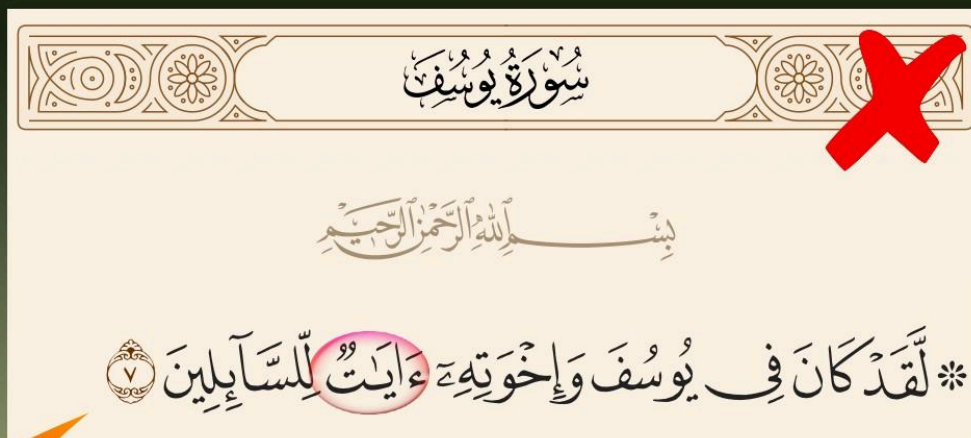 سُورَةُ يُوسُفَ
بِسْمِ ٱللَّهِ ٱلرَّحْمَٰنِ ٱلرَّحِيمِ
۞ لَّقَدْ كَانَ فِى يُوسُفَ وَإِخْوَتِهِۦٓ ءَايَـٰتٌ لِّلسَّآئِلِينَ ٧